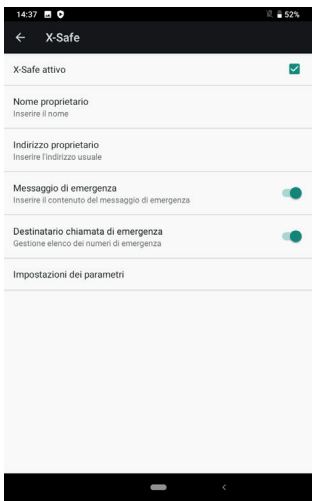 14:37 52%
X-Safe
X-Safe attivo
Nome proprietario
Inserire il nome
Indirizzo proprietario
Inserire l'indirizzo usuale
Messaggio di emergenza
Inserire il contenuto del messaggio di emergenza
Destinatario chiamata di emergenza
Gestione elenco dei numeri di emergenza
Impostazioni dei parametri